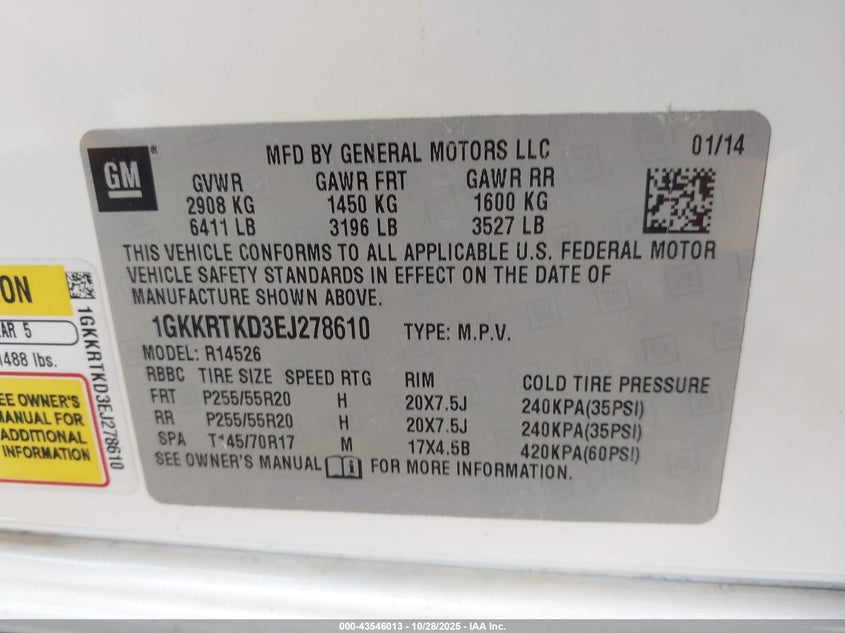 MFD BY GENERAL MOTORS LLC 01/14
GM
®
GVWR GAWR FRT GAWR RR
2908 KG 1450 KG 1600 KG
6411 LB 3196 LB 3527 LB
THIS VEHICLE CONFORMS TO ALL APPLICABLE U.S. FEDERAL MOTOR
VEHICLE SAFETY STANDARDS IN EFFECT ON THE DATE OF
MANUFACTURE SHOWN ABOVE.
1GKKRTKD3EJ278610 TYPE: M.P.V.
MODEL: R14526
RBBC TIRE SIZE SPEED RTG RIM COLD TIRE PRESSURE
FRT P255/55R20 H 20X7.5J 240KPA(35PSI)
RR P255/55R20 H 20X7.5J 240KPA(35PSI)
SPA T*45/70R17 M 17X4.5B 420KPA(60PSI)
SEE OWNER'S MANUAL FOR MORE INFORMATION.
ON
AR 5
1488 lbs.
EE OWNER'S
MANUAL FOR
ADDITIONAL
INFORMATION
1GKKRTKD3EJ278610
000-43546013 - 10/28/2025 - IAA Inc.